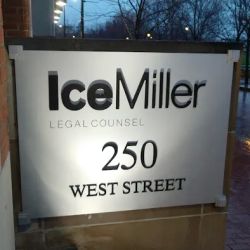 IceMiller
LEGAL COUNSEL
250
WEST STREET